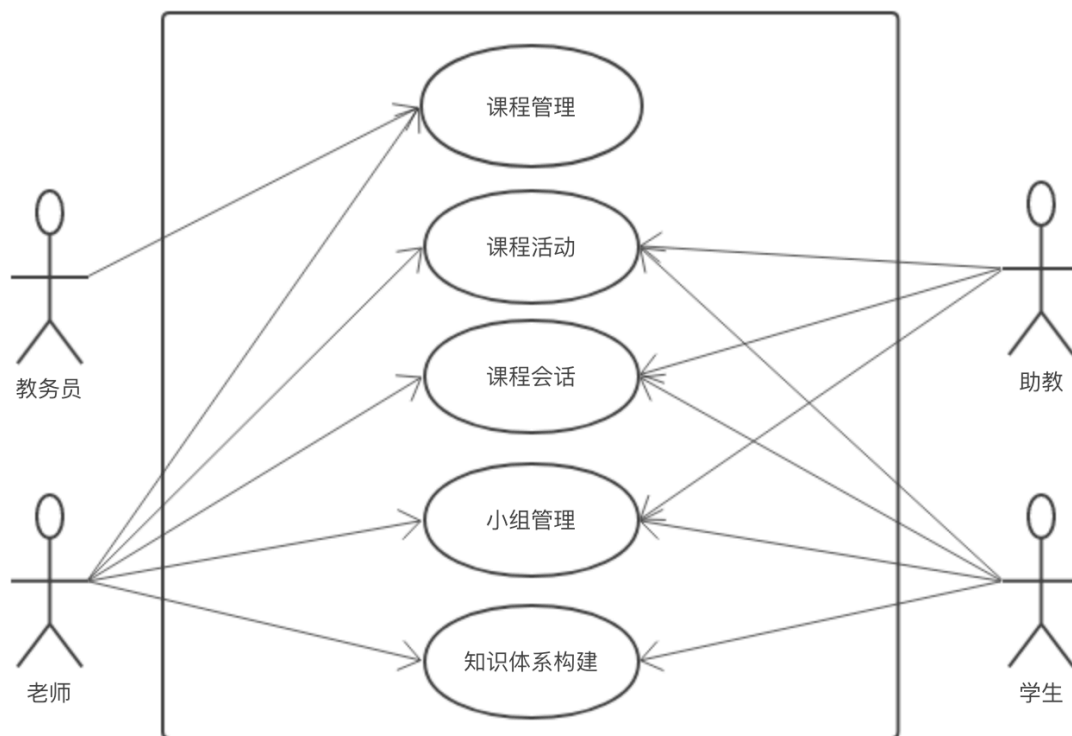 课程管理
课程活动
课程会话
小组管理
知识体系构建
教务员
老师
助教
学生